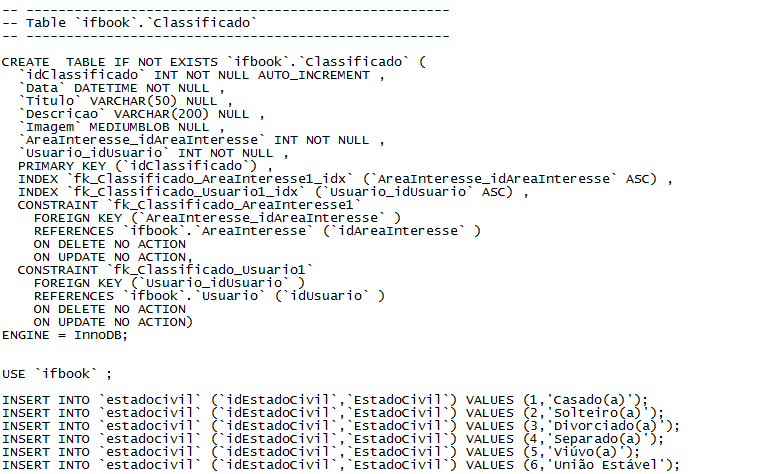 -- -----------------------------------------------------
-- Table `ifbook`.`Classificado`
-- -----------------------------------------------------
CREATE  TABLE IF NOT EXISTS `ifbook`.`Classificado` (
  `idClassificado` INT NOT NULL AUTO_INCREMENT ,
  `Data` DATETIME NOT NULL ,
  `Titulo` VARCHAR(50) NULL ,
  `Descricao` VARCHAR(200) NULL ,
  `Imagem` MEDIUMBLOB NULL ,
  `AreaInteresse_idAreaInteresse` INT NOT NULL ,
  `Usuario_idUsuario` INT NOT NULL ,
  PRIMARY KEY (`idClassificado`) ,
  INDEX `fk_Classificado_AreaInteresse1_idx` (`AreaInteresse_idAreaInteresse` ASC) ,
  INDEX `fk_Classificado_Usuario1_idx` (`Usuario_idUsuario` ASC) ,
  CONSTRAINT `fk_Classificado_AreaInteresse1`
    FOREIGN KEY (`AreaInteresse_idAreaInteresse` )
    REFERENCES `ifbook`.`AreaInteresse` (`idAreaInteresse` )
    ON DELETE NO ACTION
    ON UPDATE NO ACTION,
  CONSTRAINT `fk_Classificado_Usuario1`
    FOREIGN KEY (`Usuario_idUsuario` )
    REFERENCES `ifbook`.`Usuario` (`idUsuario` )
    ON DELETE NO ACTION
    ON UPDATE NO ACTION)
ENGINE = InnoDB;
USE `ifbook` ;
INSERT INTO `estadocivil` (`idEstadoCivil`,`EstadoCivil`) VALUES (1,'Casado(a)');
INSERT INTO `estadocivil` (`idEstadoCivil`,`EstadoCivil`) VALUES (2,'Solteiro(a)');
INSERT INTO `estadocivil` (`idEstadoCivil`,`EstadoCivil`) VALUES (3,'Divorciado(a)');
INSERT INTO `estadocivil` (`idEstadoCivil`,`EstadoCivil`) VALUES (4,'Separado(a)');
INSERT INTO `estadocivil` (`idEstadoCivil`,`EstadoCivil`) VALUES (5,'Viúvo(a)');
INSERT INTO `estadocivil` (`idEstadoCivil`,`EstadoCivil`) VALUES (6,'União Estável');